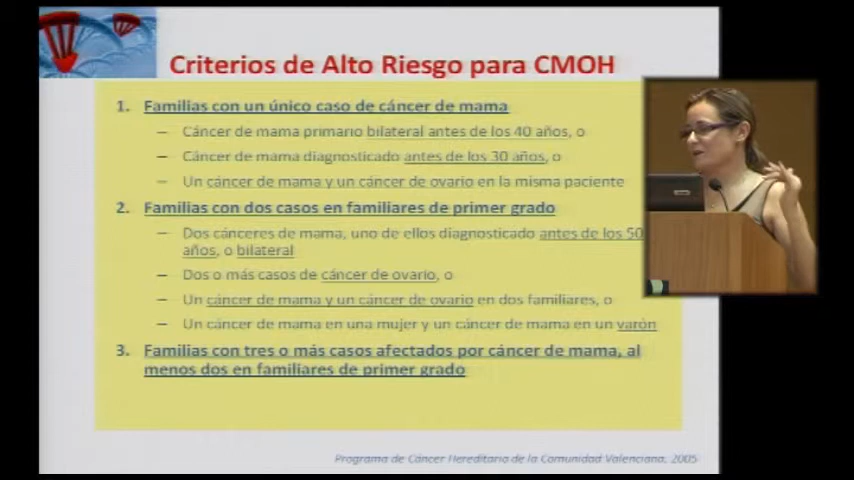 Criterios de Alto Riesgo para CMOH
1. Familias con un único caso de cáncer de mama
– Cáncer de mama primario bilateral antes de los 40 años, o
– Cáncer de mama diagnosticado antes de los 30 años, o
– Un cáncer de mama y un cáncer de ovario en la misma paciente
2. Familias con dos casos en familiares de primer grado
– Dos cánceres de mama, uno de ellos diagnosticado antes de los 50
años, o bilateral
– Dos o más casos de cáncer de ovario, o
– Un cáncer de mama y un cáncer de ovario en dos familiares, o
– Un cáncer de mama en una mujer y un cáncer de mama en un varón
3. Familias con tres o más casos afectados por cáncer de mama, al
menos dos en familiares de primer grado
Programa de Cáncer Hereditario de la Comunidad Valenciana, 2005